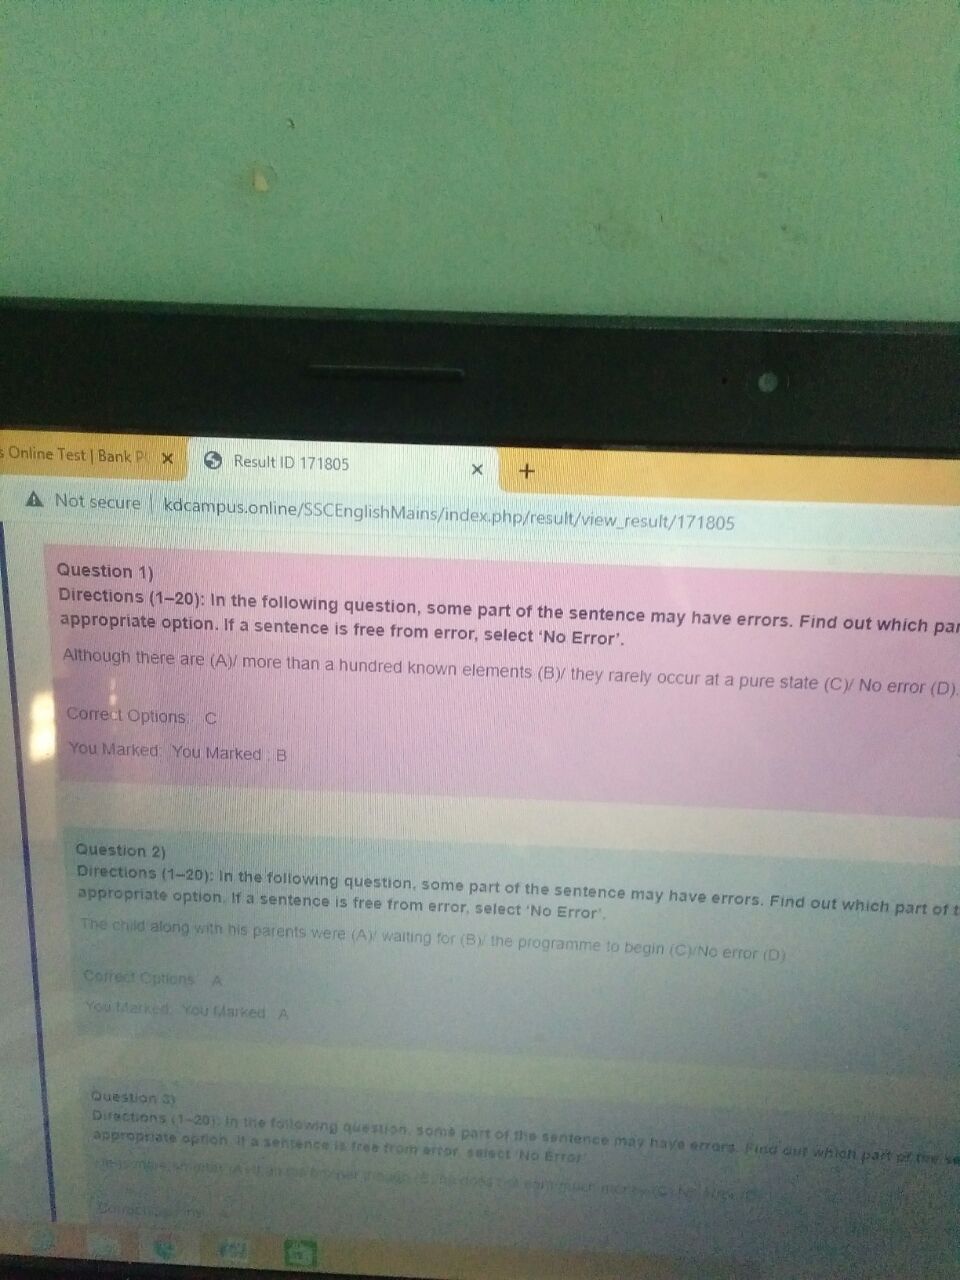 s Online Test | Bank P
Result ID 171805
Not secure | kdcampus.online/SSCEnglishMains/index.php/result/view_result/171805
Question 1)
Directions (1–20): In the following question, some part of the sentence may have errors. Find out which par
appropriate option. If a sentence is free from error, select ‘No Error’.
Although there are (A)/ more than a hundred known elements (B)/ they rarely occur at a pure state (C)/ No error (D).
Correct Options: C
You Marked: You Marked : B
Question 2)
Directions (1–20): In the following question, some part of the sentence may have errors. Find out which part of t
appropriate option. If a sentence is free from error, select ‘No Error’.
The child along with his parents were (A)/ waiting for (B)/ the programme to begin (C)/No error (D)
Correct Options: A
You Marked: You Marked : A
Question 3)
Directions (1–20): In the following question, some part of the sentence may have errors. Find out which part of the se
appropriate option. If a sentence is free from error, select ‘No Error’